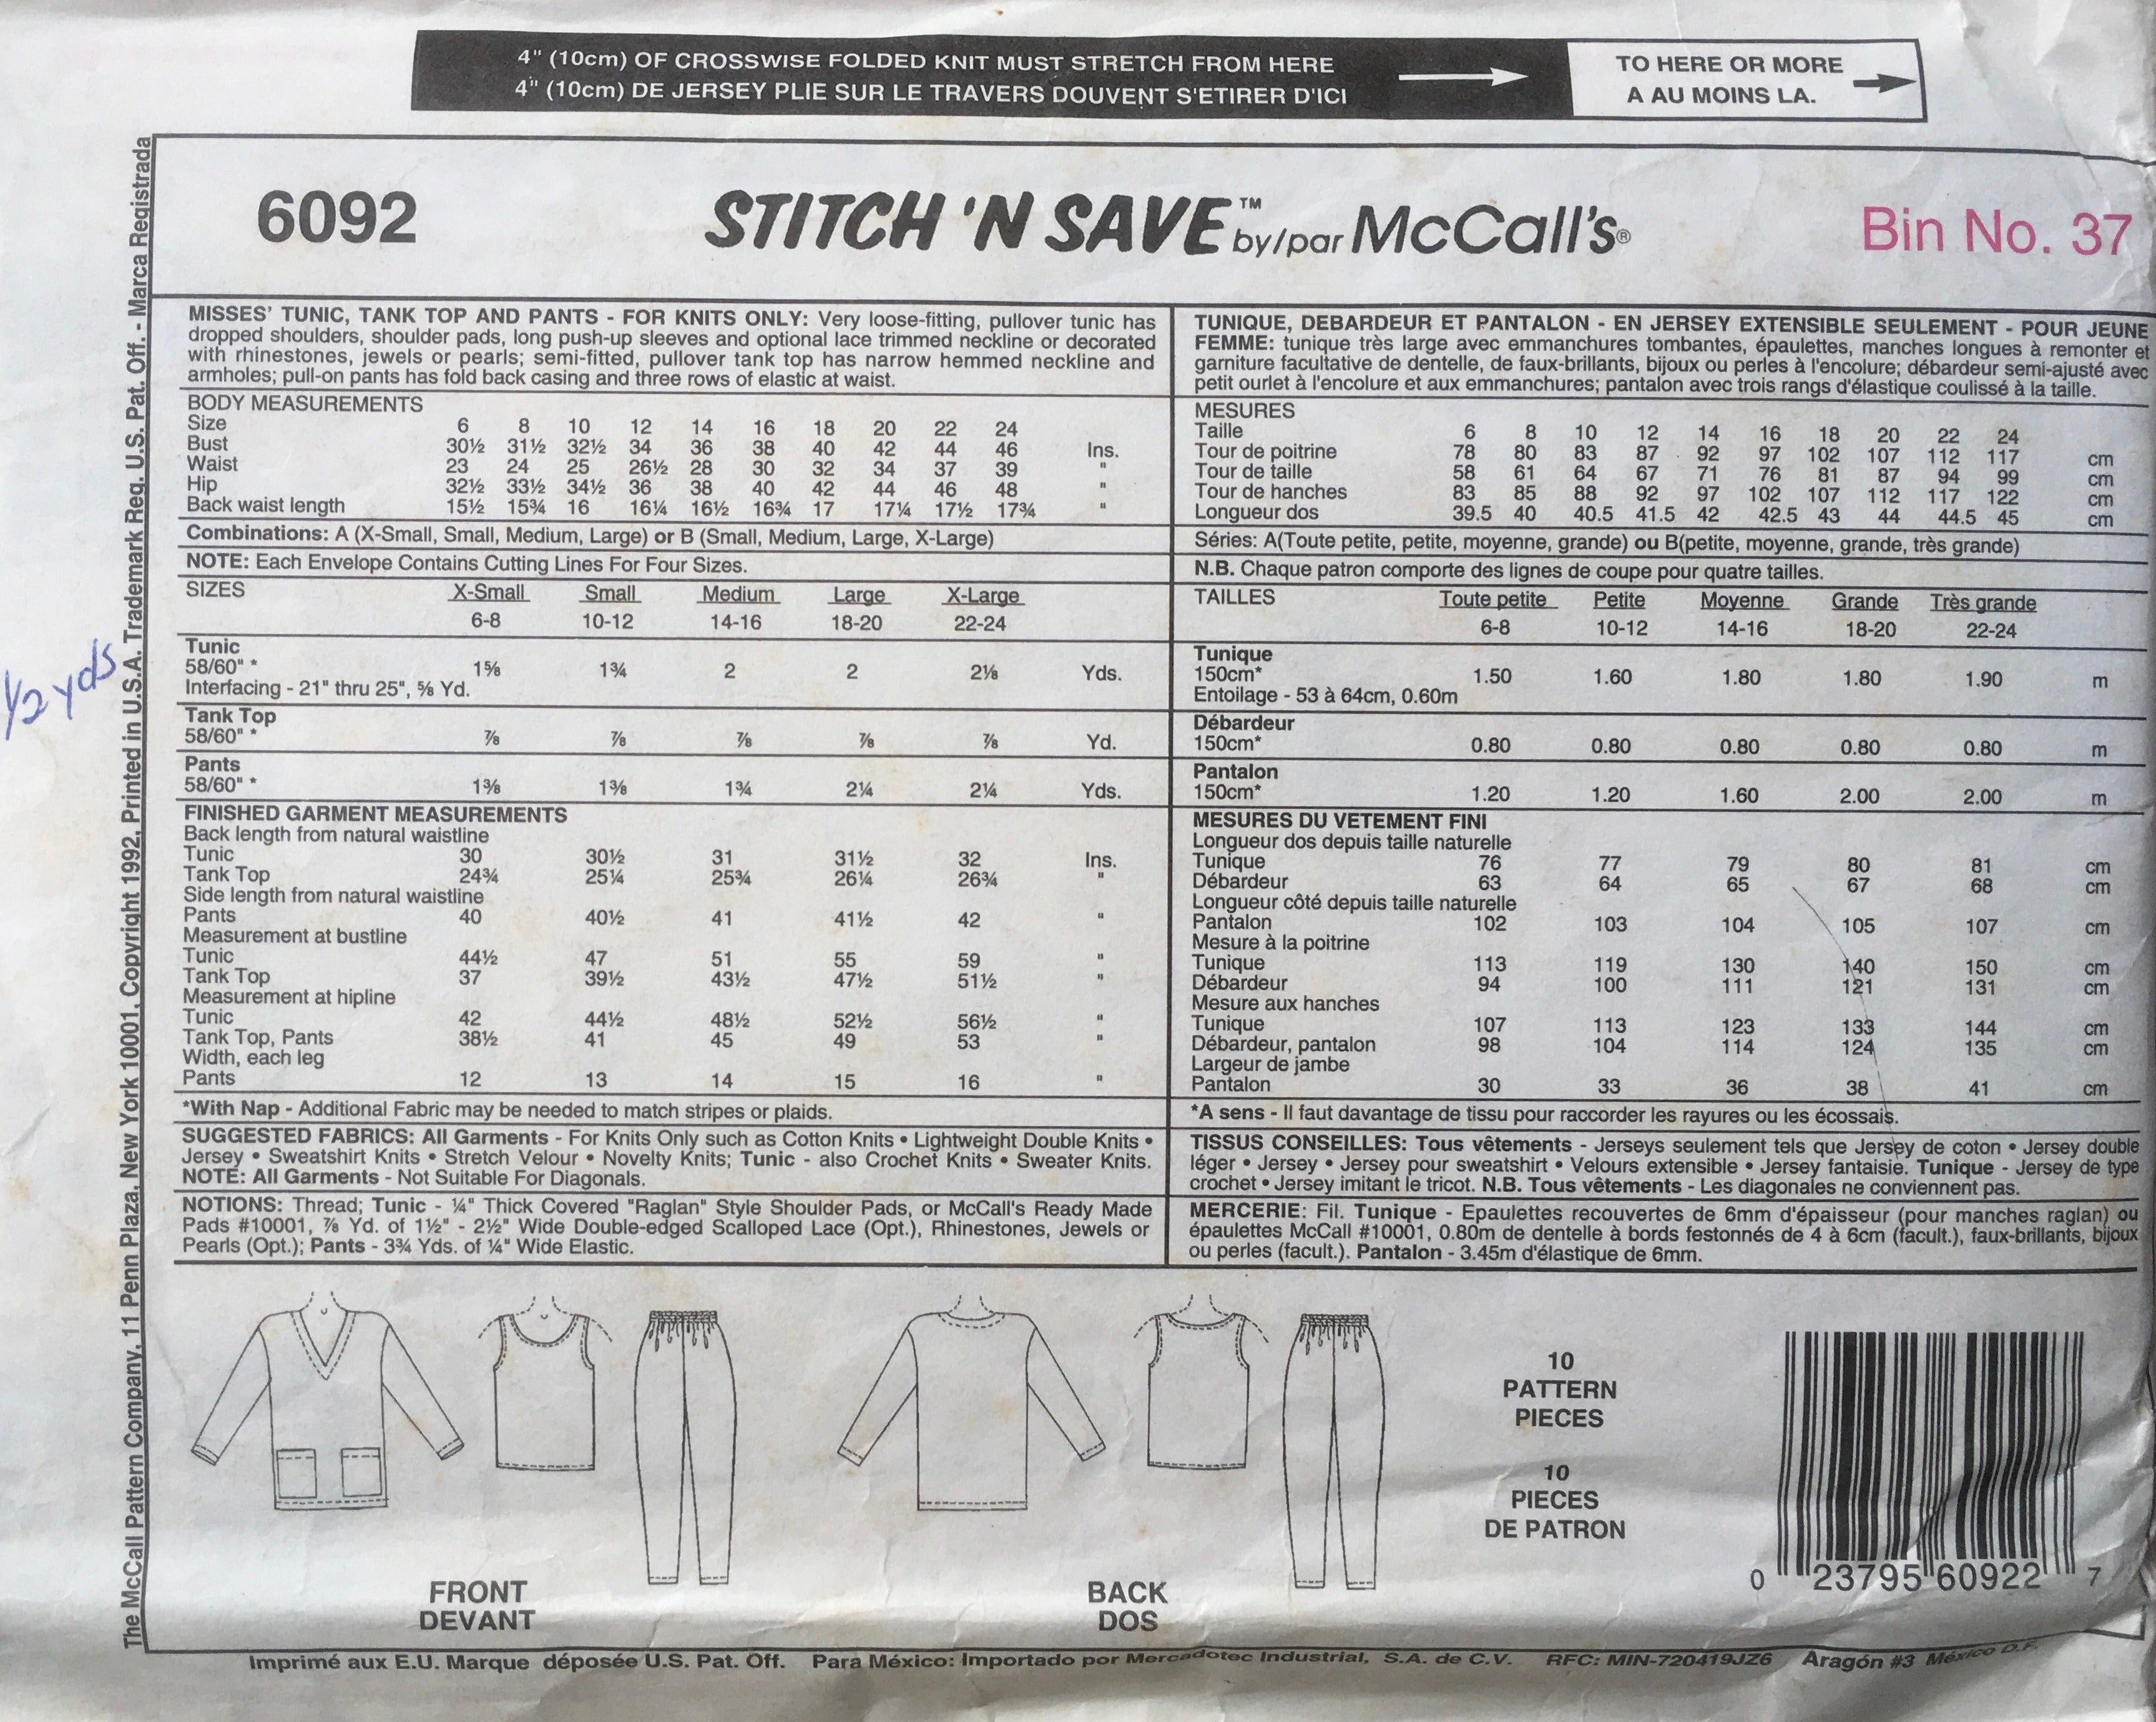 4" (10cm) OF CROSSWISE FOLDED KNIT MUST STRETCH FROM HERE
4" (10cm) DE JERSEY PLIE SUR LE TRAVERS DOUVENT S'ETIRER D'ICI
TO HERE OR MORE
A AU MOINS LA.
The McCall Pattern Company, 11 Penn Plaza, New York 10001, Copyright 1992, Printed in U.S.A. Trademark Reg. U.S. Pat. Off. - Marca Registrada
1/2 yds
6092
STITCH 'N SAVE™ by/par McCall's®
Bin No. 37
MISSES' TUNIC, TANK TOP AND PANTS - FOR KNITS ONLY: Very loose-fitting, pullover tunic has
dropped shoulders, shoulder pads, long push-up sleeves and optional lace trimmed neckline or decorated
with rhinestones, jewels or pearls; semi-fitted, pullover tank top has narrow hemmed neckline and
armholes; pull-on pants has fold back casing and three rows of elastic at waist.
BODY MEASUREMENTS
Size 6 8 10 12 14 16 18 20 22 24
Bust 30½ 31½ 32½ 34 36 38 40 42 44 46 Ins.
Waist 23 24 25 26½ 28 30 32 34 37 39 "
Hip 32½ 33½ 34½ 36 38 40 42 44 46 48 "
Back waist length 15½ 15¾ 16 16¼ 16½ 16¾ 17 17¼ 17½ 17¾ "
Combinations: A (X-Small, Small, Medium, Large) or B (Small, Medium, Large, X-Large)
NOTE: Each Envelope Contains Cutting Lines For Four Sizes.
SIZES X-Small Small Medium Large X-Large
6-8 10-12 14-16 18-20 22-24
Tunic
58/60" * 1⅝ 1¾ 2 2 2⅛ Yds.
Interfacing - 21" thru 25", ⅝ Yd.
Tank Top
58/60" * ⅞ ⅞ ⅞ ⅞ ⅞ Yd.
Pants
58/60" * 1⅜ 1⅜ 1¾ 2¼ 2¼ Yds.
FINISHED GARMENT MEASUREMENTS
Back length from natural waistline
Tunic 30 30½ 31 31½ 32 Ins.
Tank Top 24¾ 25¼ 25¾ 26¼ 26¾ "
Side length from natural waistline
Pants 40 40½ 41 41½ 42 "
Measurement at bustline
Tunic 44½ 47 51 55 59 "
Tank Top 37 39½ 43½ 47½ 51½ "
Measurement at hipline
Tunic 42 44½ 48½ 52½ 56½ "
Tank Top, Pants 38½ 41 45 49 53 "
Width, each leg
Pants 12 13 14 15 16 "
*With Nap - Additional Fabric may be needed to match stripes or plaids.
SUGGESTED FABRICS: All Garments - For Knits Only such as Cotton Knits • Lightweight Double Knits •
Jersey • Sweatshirt Knits • Stretch Velour • Novelty Knits; Tunic - also Crochet Knits • Sweater Knits.
NOTE: All Garments - Not Suitable For Diagonals.
NOTIONS: Thread; Tunic - ¼" Thick Covered "Raglan" Style Shoulder Pads, or McCall's Ready Made
Pads #10001, ⅞ Yd. of 1½" - 2½" Wide Double-edged Scalloped Lace (Opt.), Rhinestones, Jewels or
Pearls (Opt.); Pants - 3¾ Yds. of ¼" Wide Elastic.
TUNIQUE, DEBARDEUR ET PANTALON - EN JERSEY EXTENSIBLE SEULEMENT - POUR JEUNE
FEMME: tunique très large avec emmanchures tombantes, épaulettes, manches longues à remonter et
garniture facultative de dentelle, de faux-brillants, bijoux ou perles à l'encolure; débardeur semi-ajusté avec
petit ourlet à l'encolure et aux emmanchures; pantalon avec trois rangs d'élastique coulissé à la taille.
MESURES
Taille 6 8 10 12 14 16 18 20 22 24
Tour de poitrine 78 80 83 87 92 97 102 107 112 117 cm
Tour de taille 58 61 64 67 71 76 81 87 94 99 cm
Tour de hanches 83 85 88 92 97 102 107 112 117 122 cm
Longueur dos 39.5 40 40.5 41.5 42 42.5 43 44 44.5 45 cm
Séries: A(Toute petite, petite, moyenne, grande) ou B(petite, moyenne, grande, très grande)
N.B. Chaque patron comporte des lignes de coupe pour quatre tailles.
TAILLES Toute petite Petite Moyenne Grande Très grande
6-8 10-12 14-16 18-20 22-24
Tunique
150cm* 1.50 1.60 1.80 1.80 1.90 m
Entoilage - 53 à 64cm, 0.60m
Débardeur
150cm* 0.80 0.80 0.80 0.80 0.80 m
Pantalon
150cm* 1.20 1.20 1.60 2.00 2.00 m
MESURES DU VETEMENT FINI
Longueur dos depuis taille naturelle
Tunique 76 77 79 80 81 cm
Débardeur 63 64 65 67 68 cm
Longueur côté depuis taille naturelle
Pantalon 102 103 104 105 107 cm
Mesure à la poitrine
Tunique 113 119 130 140 150 cm
Débardeur 94 100 111 121 131 cm
Mesure aux hanches
Tunique 107 113 123 133 144 cm
Débardeur, pantalon 98 104 114 124 135 cm
Largeur de jambe
Pantalon 30 33 36 38 41 cm
*A sens - Il faut davantage de tissu pour raccorder les rayures ou les écossais.
TISSUS CONSEILLES: Tous vêtements - Jerseys seulement tels que Jersey de coton • Jersey double
léger • Jersey • Jersey pour sweatshirt • Velours extensible • Jersey fantaisie. Tunique - Jersey de type
crochet • Jersey imitant le tricot. N.B. Tous vêtements - Les diagonales ne conviennent pas.
MERCERIE: Fil. Tunique - Epaulettes recouvertes de 6mm d'épaisseur (pour manches raglan) ou
épaulettes McCall #10001, 0.80m de dentelle à bords festonnés de 4 à 6cm (facult.), faux-brillants, bijoux
ou perles (facult.). Pantalon - 3.45m d'élastique de 6mm.
FRONT
DEVANT
BACK
DOS
10
PATTERN
PIECES
10
PIECES
DE PATRON
0 23795 60922 7
Imprimé aux E.U. Marque déposée U.S. Pat. Off. Para México: Importado por Mercadotec Industrial, S.A. de C.V. RFC: MIN-720419JZ6 Aragón #3 México D.F.